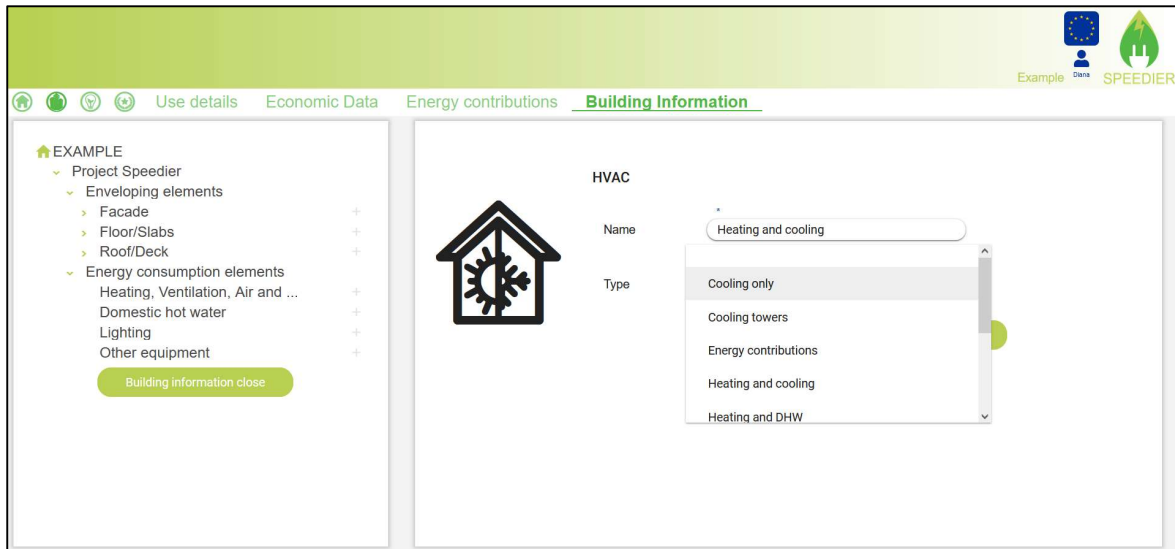 Example
Diana
SPEEDIER
Use details Economic Data Energy contributions Building Information
EXAMPLE
Project Speedier
Enveloping elements
Facade +
Floor/Slabs +
Roof/Deck +
Energy consumption elements
Heating, Ventilation, Air and ... +
Domestic hot water +
Lighting +
Other equipment +
Building information close
HVAC
*
Name Heating and cooling
Type
Cooling only
Cooling towers
Energy contributions
Heating and cooling
Heating and DHW